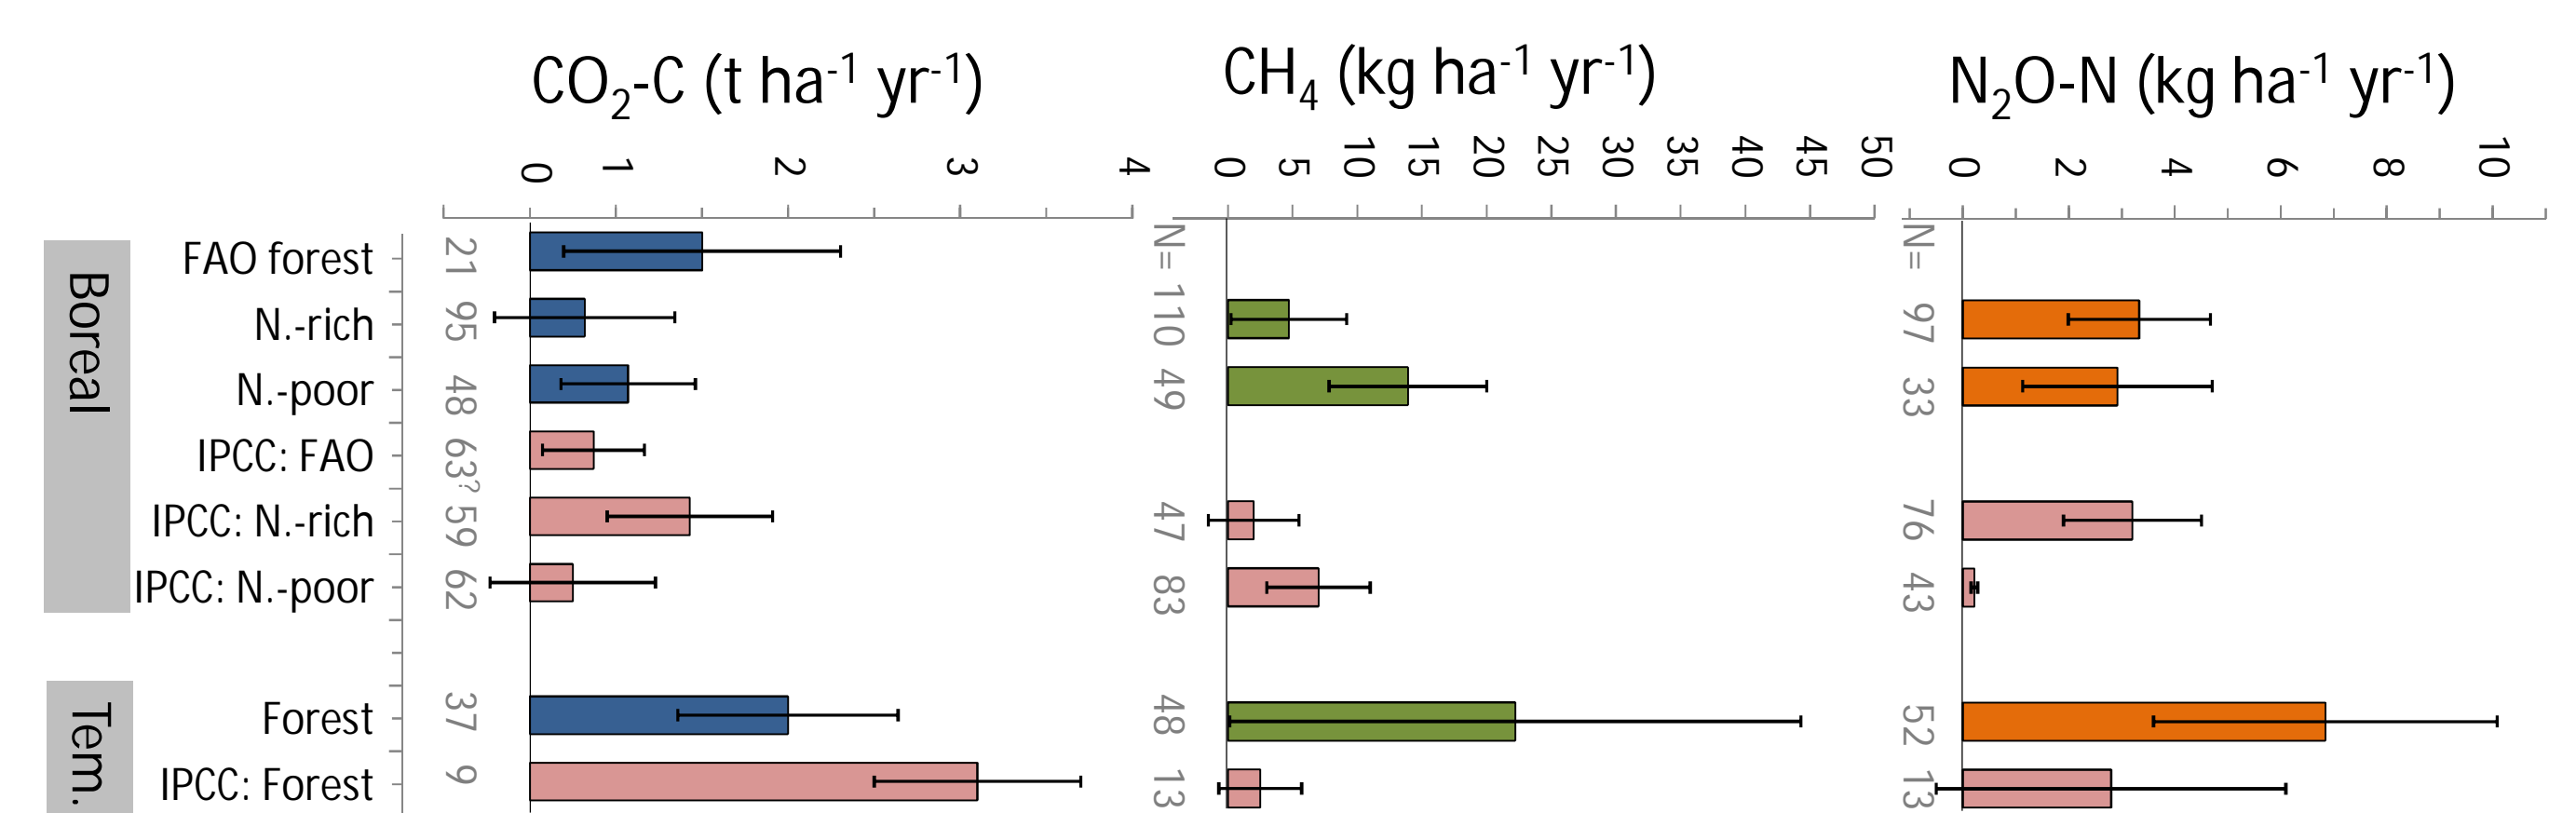 CO₂-C (t ha⁻¹ yr⁻¹)
CH₄ (kg ha⁻¹ yr⁻¹)
N₂O-N (kg ha⁻¹ yr⁻¹)
0 1 2 3 4
0 5 10 15 20 25 30 35 40 45 50
0 2 4 6 8 10
Boreal
FAO forest 21 N= N=
N.-rich 95 110 97
N.-poor 48 49 33
IPCC: FAO 63?
IPCC: N.-rich 59 47 76
IPCC: N.-poor 62 83 43
Tem.
Forest 37 48 52
IPCC: Forest 9 13 13